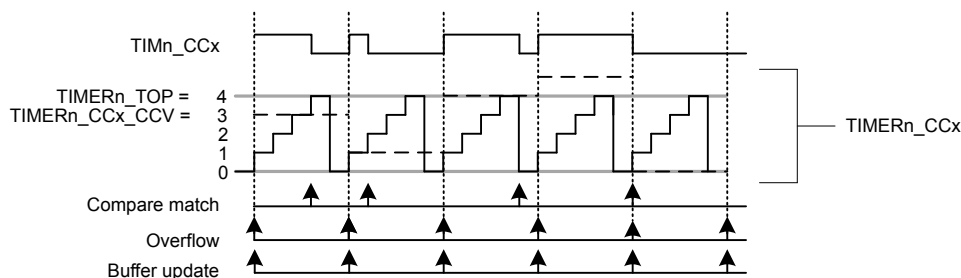 TIMn_CCx
TIMERn_TOP = 4
TIMERn_CCx_CCV = 3
2
1
0
TIMERn_CCx
Compare match
Overflow
Buffer update